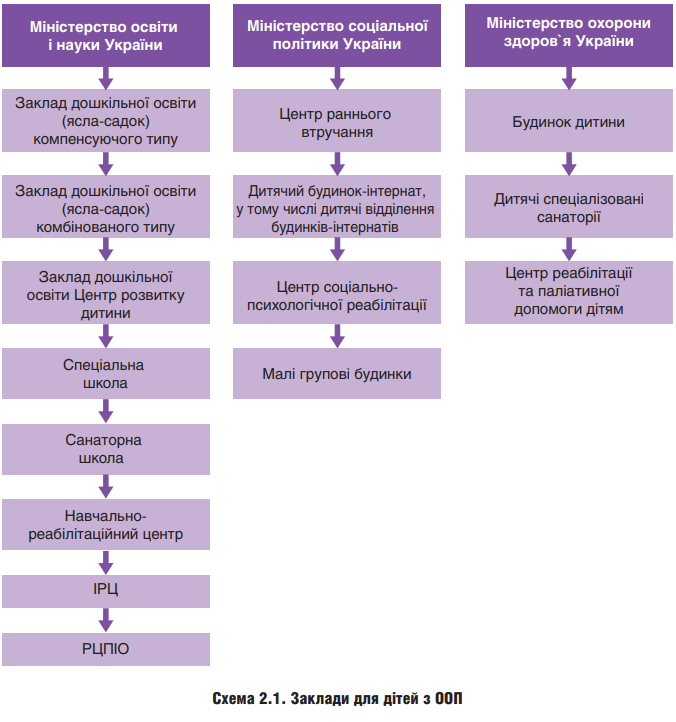 Міністерство освіти
і науки України
Заклад дошкільної освіти
(ясла-садок)
компенсуючого типу
Заклад дошкільної освіти
(ясла-садок)
комбінованого типу
Заклад дошкільної
освіти Центр розвитку
дитини
Спеціальна
школа
Санаторна
школа
Навчально-
реабілітаційний центр
ІРЦ
РЦПІО
Міністерство соціальної
політики України
Центр раннього
втручання
Дитячий будинок-інтернат,
у тому числі дитячі відділення
будинків-інтернатів
Центр соціально-
психологічної реабілітації
Малі групові будинки
Міністерство охорони
здоров`я України
Будинок дитини
Дитячі спеціалізовані
санаторії
Центр реабілітації
та паліативної
допомоги дітям
Схема 2.1. Заклади для дітей з ООП